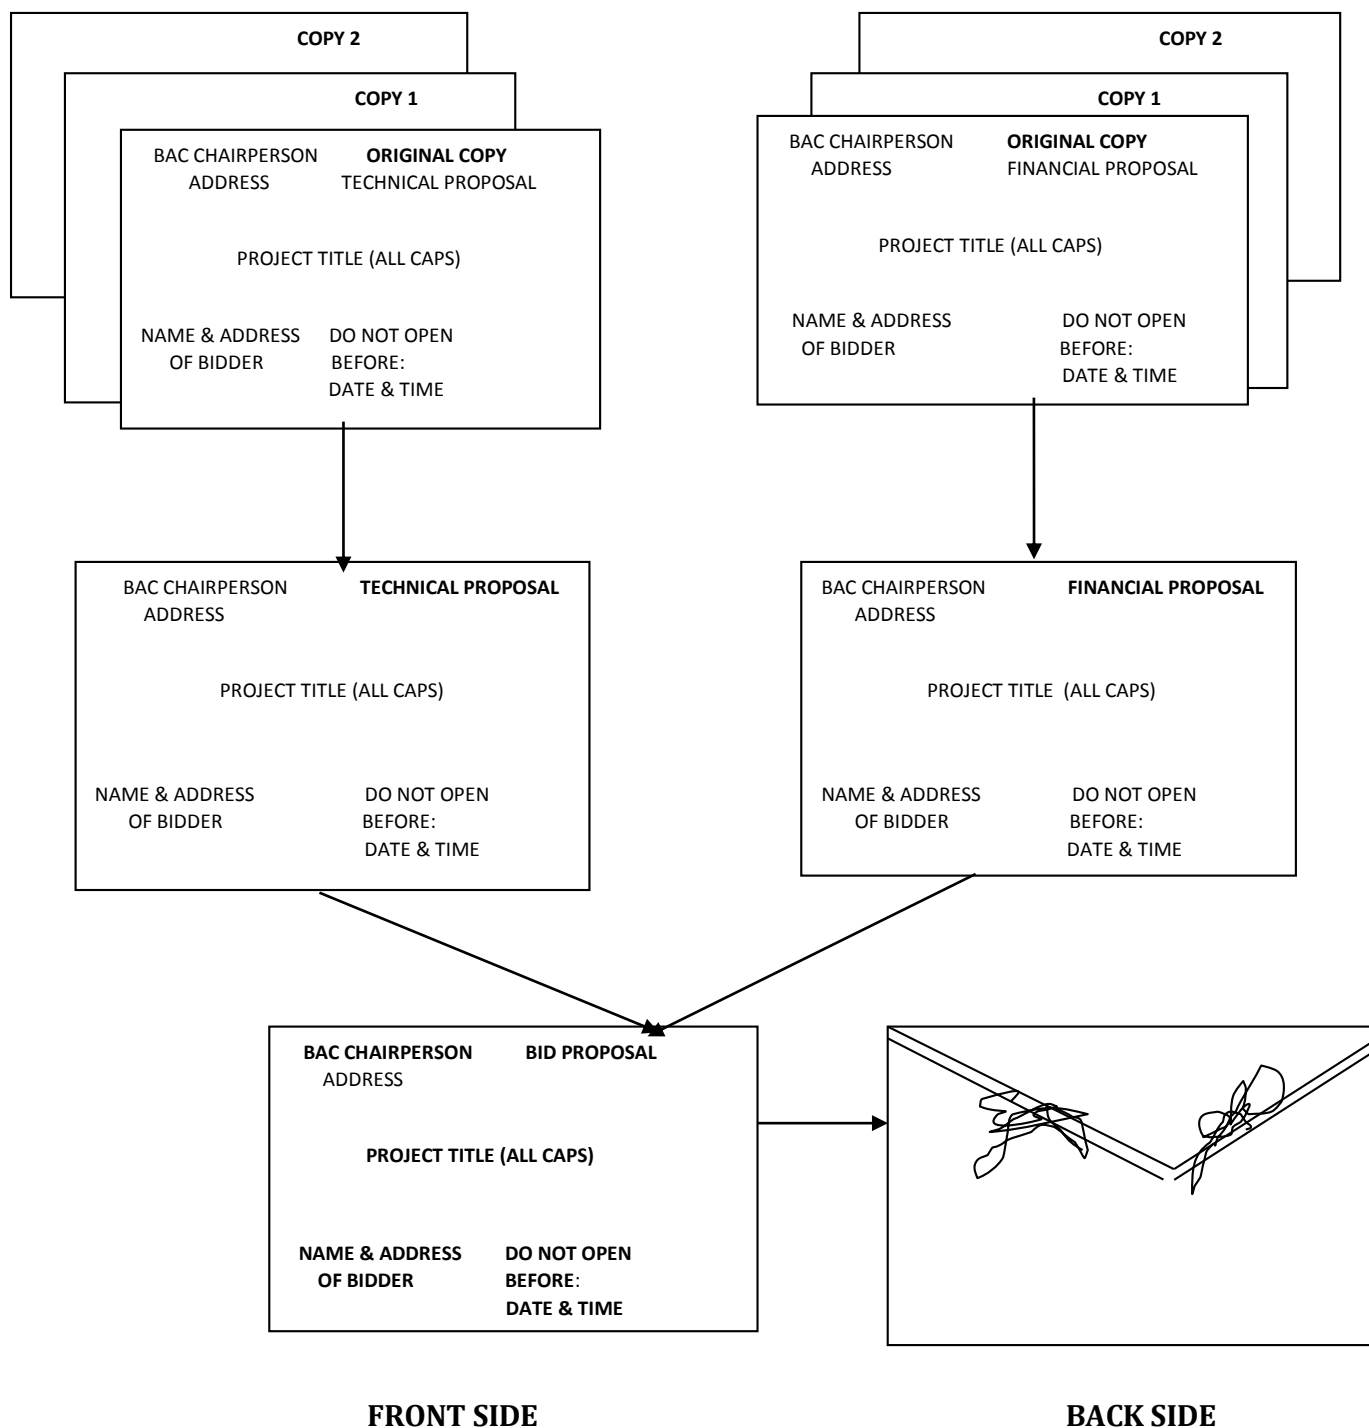 COPY 2
COPY 1
BAC CHAIRPERSON ORIGINAL COPY
ADDRESS TECHNICAL PROPOSAL
PROJECT TITLE (ALL CAPS)
NAME & ADDRESS DO NOT OPEN
OF BIDDER BEFORE:
DATE & TIME
COPY 2
COPY 1
BAC CHAIRPERSON ORIGINAL COPY
ADDRESS FINANCIAL PROPOSAL
PROJECT TITLE (ALL CAPS)
NAME & ADDRESS DO NOT OPEN
OF BIDDER BEFORE:
DATE & TIME
BAC CHAIRPERSON TECHNICAL PROPOSAL
ADDRESS
PROJECT TITLE (ALL CAPS)
NAME & ADDRESS DO NOT OPEN
OF BIDDER BEFORE:
DATE & TIME
BAC CHAIRPERSON FINANCIAL PROPOSAL
ADDRESS
PROJECT TITLE (ALL CAPS)
NAME & ADDRESS DO NOT OPEN
OF BIDDER BEFORE:
DATE & TIME
BAC CHAIRPERSON BID PROPOSAL
ADDRESS
PROJECT TITLE (ALL CAPS)
NAME & ADDRESS DO NOT OPEN
OF BIDDER BEFORE:
DATE & TIME
FRONT SIDE
BACK SIDE